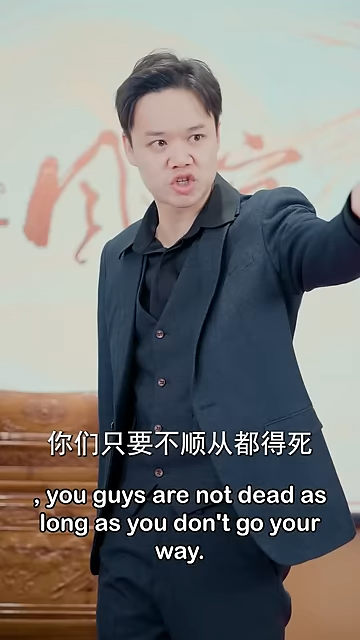 你们只要不顺从都得死
, you guys are not dead as
long as you don't go your
way.